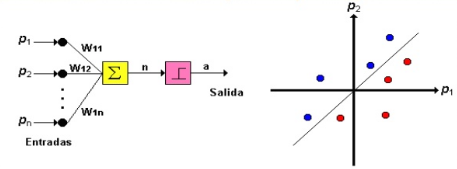 p1
W11
p2
W12
Σ
n
a
Salida
pn
W1n
Entradas
p2
p1